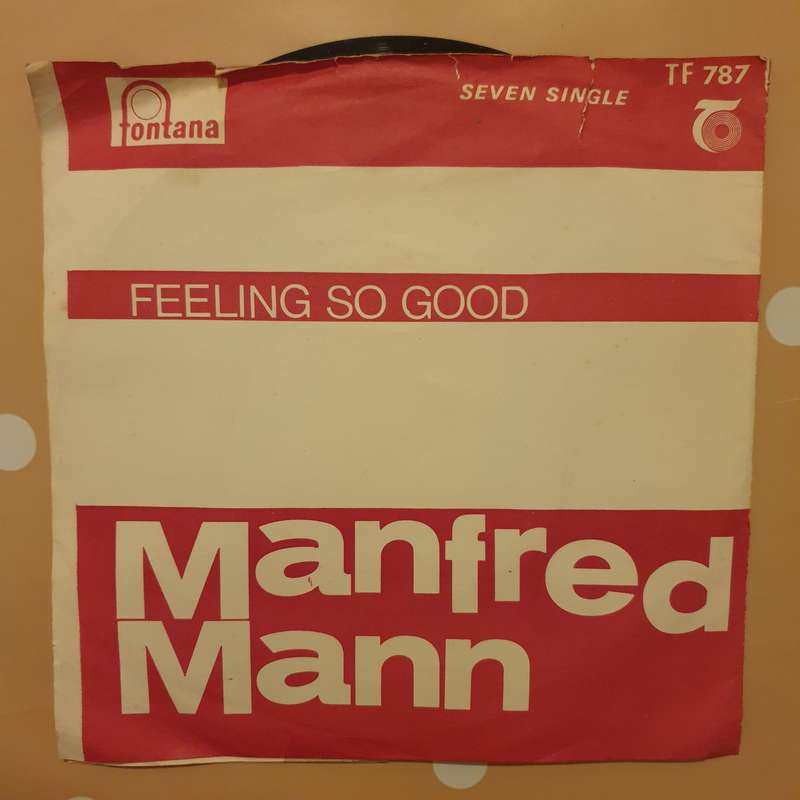 fontana
SEVEN SINGLE
TF 787
FEELING SO GOOD
Manfred
Mann